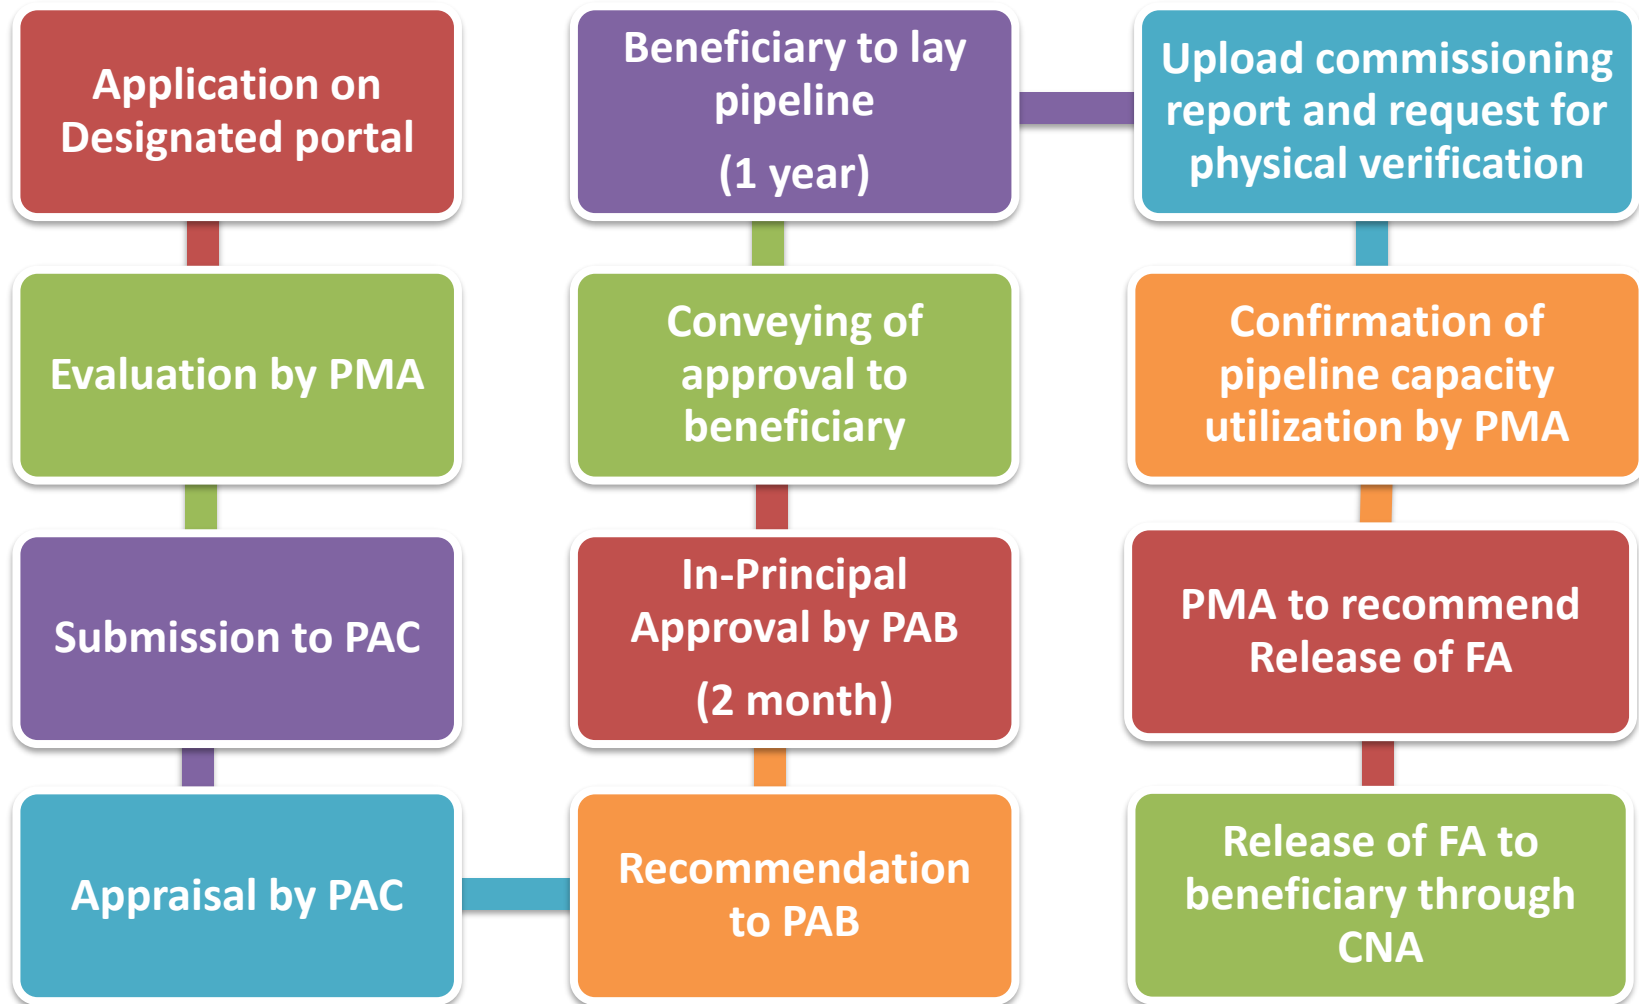 Application on
Designated portal
Evaluation by PMA
Submission to PAC
Appraisal by PAC
Recommendation
to PAB
In-Principal
Approval by PAB
(2 month)
Conveying of
approval to
beneficiary
Beneficiary to lay
pipeline
(1 year)
Upload commissioning
report and request for
physical verification
Confirmation of
pipeline capacity
utilization by PMA
PMA to recommend
Release of FA
Release of FA to
beneficiary through
CNA